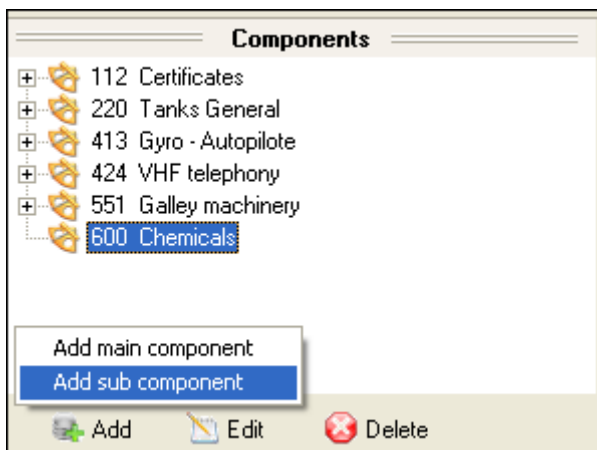 Components
112 Certificates
220 Tanks General
413 Gyro - Autopilote
424 VHF telephony
551 Galley machinery
600 Chemicals
Add main component
Add sub component
Add Edit Delete